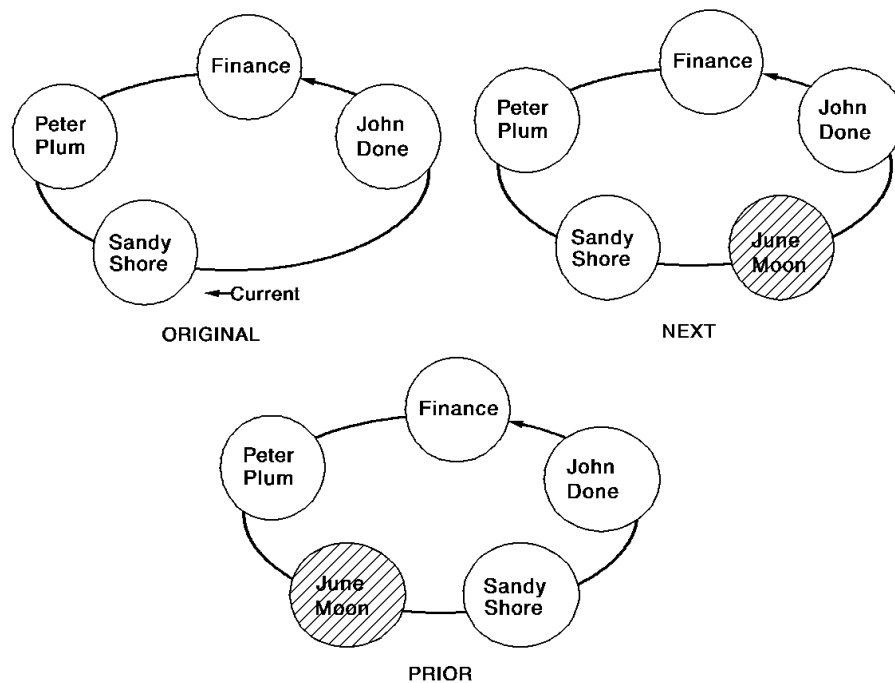 Finance
Peter
Plum
John
Done
Sandy
Shore
Current
ORIGINAL
Finance
Peter
Plum
John
Done
Sandy
Shore
June
Moon
NEXT
Finance
Peter
Plum
John
Done
June
Moon
Sandy
Shore
PRIOR